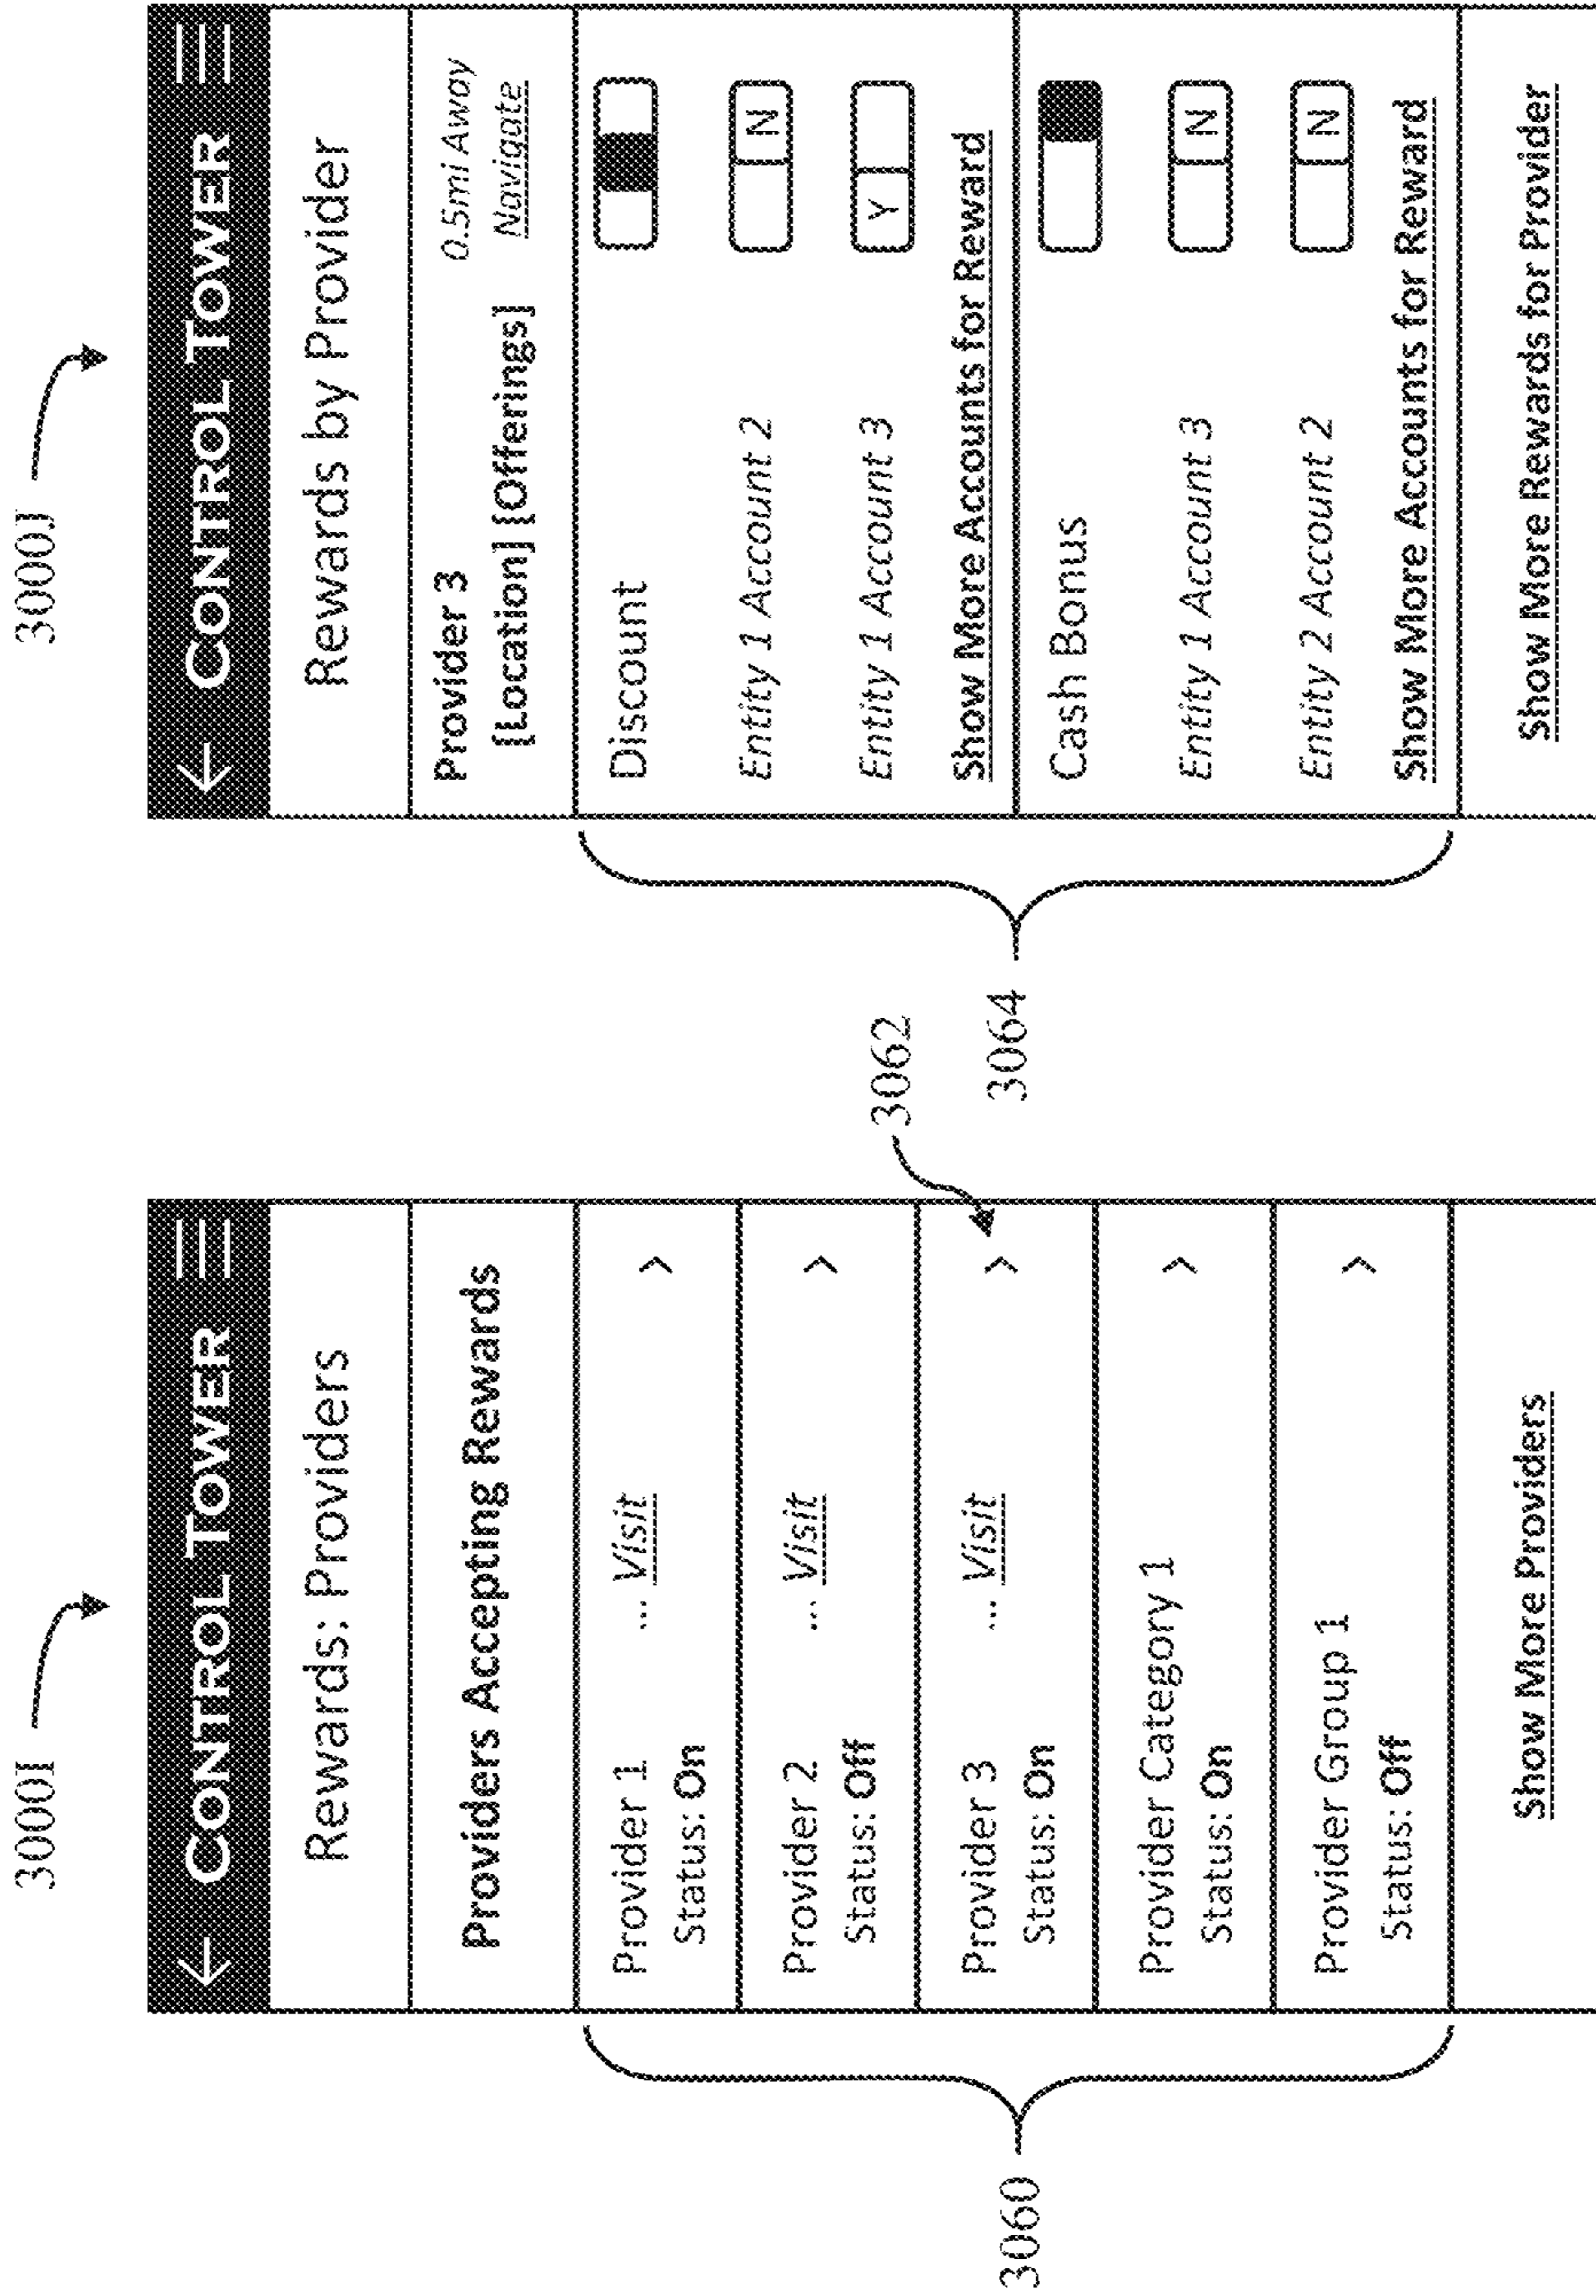 3000I
← CONTROL TOWER
Rewards: Providers
Providers Accepting Rewards
Provider 1 ... Visit >
Status: On
Provider 2 ... Visit >
Status: Off
Provider 3 ... Visit >
Status: On
Provider Category 1 >
Status: On
Provider Group 1 >
Status: Off
Show More Providers
3060
3062
3000J
← CONTROL TOWER
Rewards by Provider
Provider 3 0.5mi Away
[Location] [Offerings] Navigate
Discount
Entity 1 Account 2 N
Entity 1 Account 3 Y
Show More Accounts for Reward
Cash Bonus
Entity 1 Account 3 N
Entity 2 Account 2 N
Show More Accounts for Reward
Show More Rewards for Provider
3064